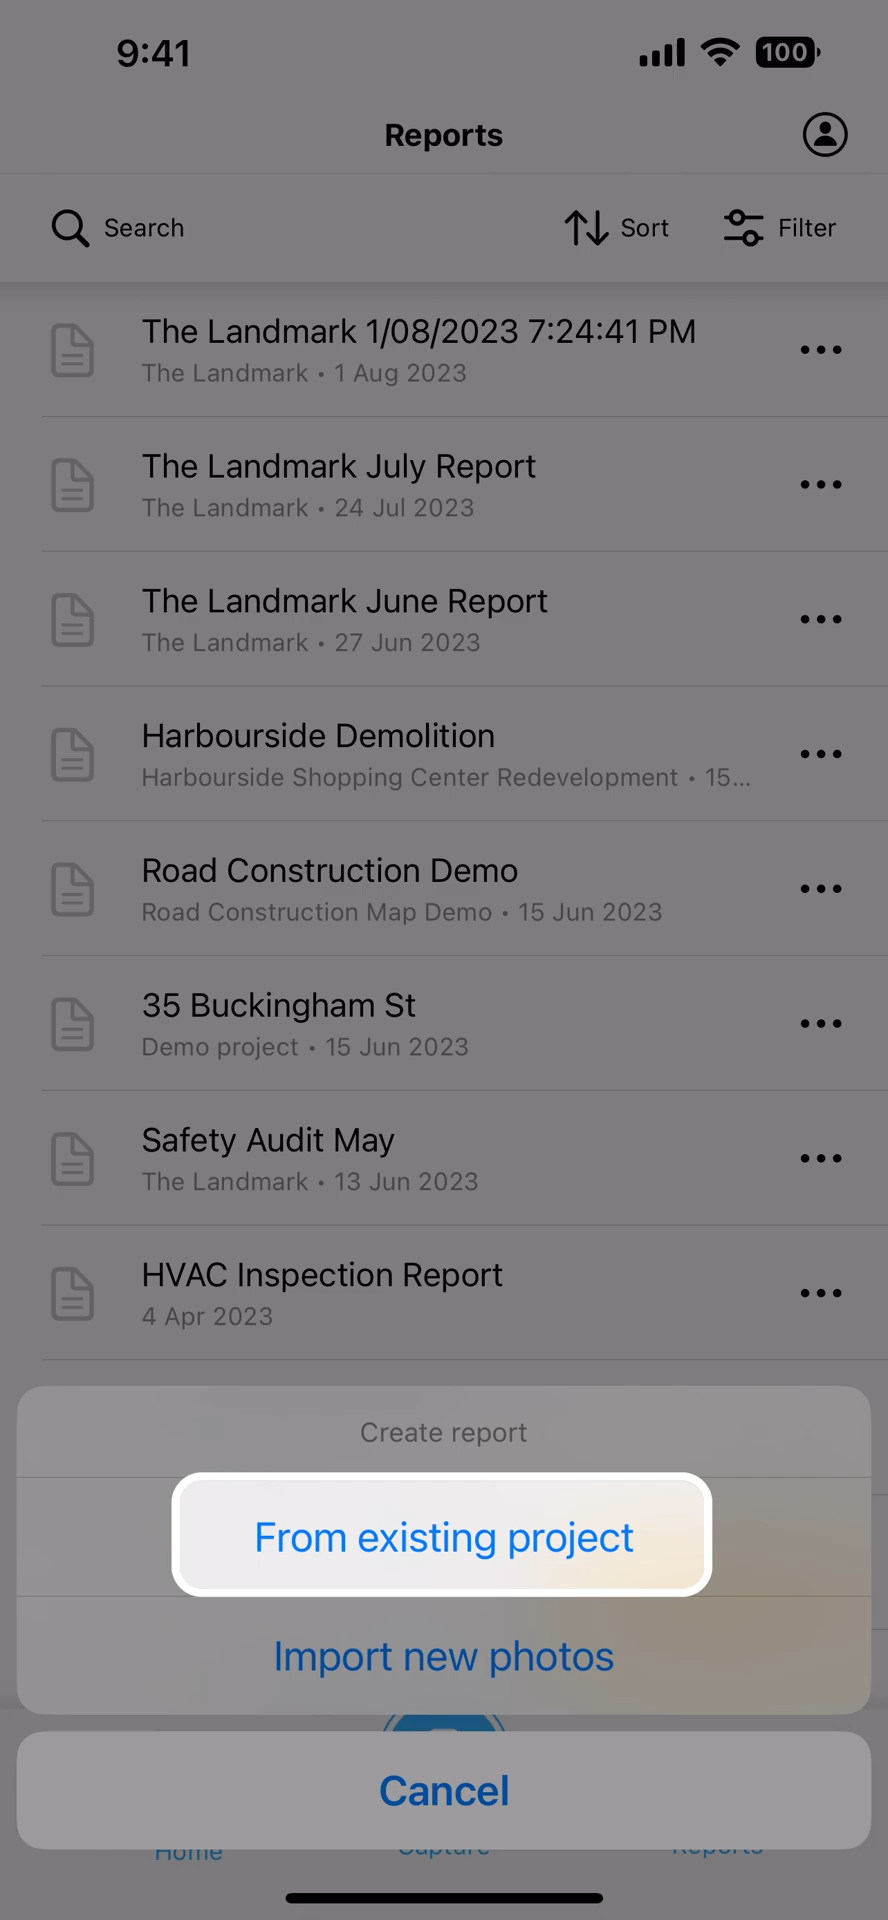 9:41
100
Reports
Search
Sort
Filter
The Landmark 1/08/2023 7:24:41 PM
The Landmark • 1 Aug 2023
The Landmark July Report
The Landmark • 24 Jul 2023
The Landmark June Report
The Landmark • 27 Jun 2023
Harbourside Demolition
Harbourside Shopping Center Redevelopment • 15...
Road Construction Demo
Road Construction Map Demo • 15 Jun 2023
35 Buckingham St
Demo project • 15 Jun 2023
Safety Audit May
The Landmark • 13 Jun 2023
HVAC Inspection Report
4 Apr 2023
Create report
From existing project
Import new photos
Cancel
Home
Capture
Reports